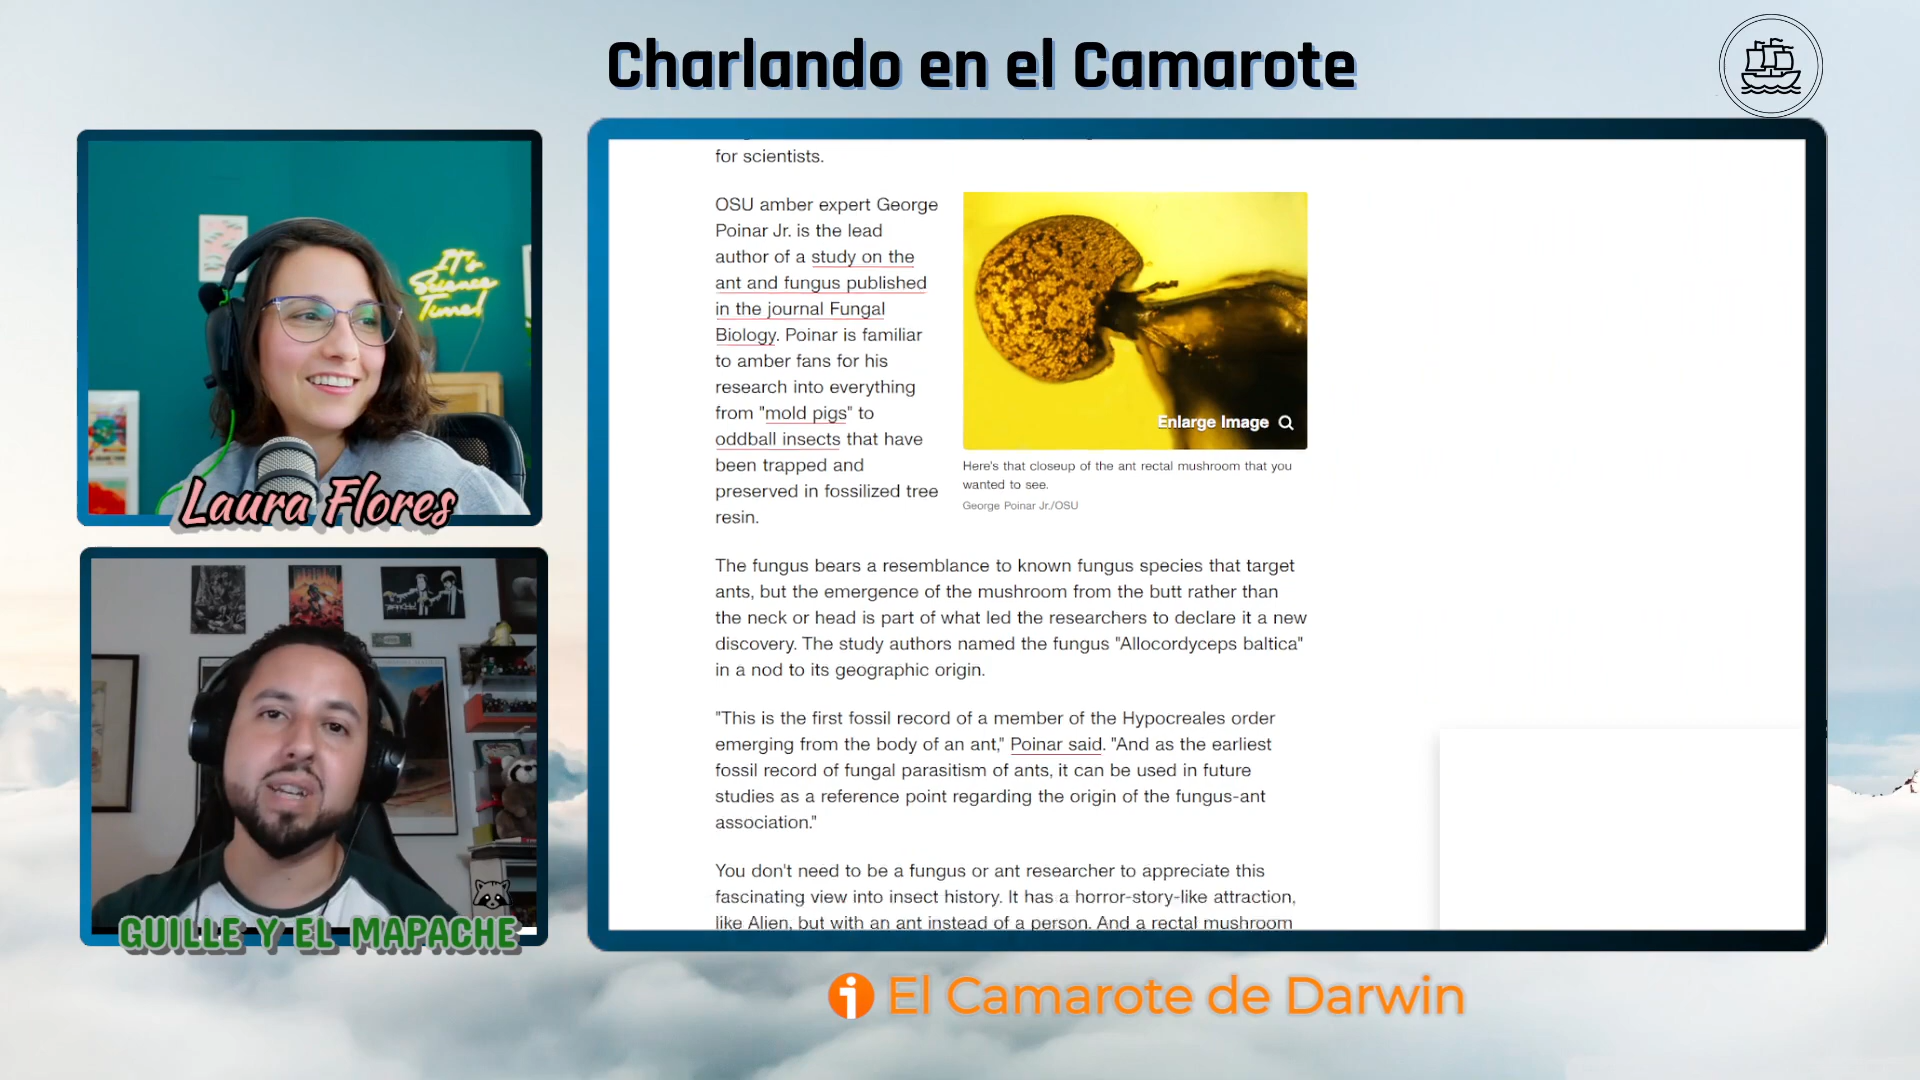 Charlando en el Camarote
It's
Science
Time!
Laura Flores
GUILLE Y EL MAPACHE
for scientists.
OSU amber expert George
Poinar Jr. is the lead
author of a study on the
ant and fungus published
in the journal Fungal
Biology. Poinar is familiar
to amber fans for his
research into everything
from "mold pigs" to
oddball insects that have
been trapped and
preserved in fossilized tree
resin.
Enlarge Image
Here's that closeup of the ant rectal mushroom that you
wanted to see.
George Poinar Jr./OSU
The fungus bears a resemblance to known fungus species that target
ants, but the emergence of the mushroom from the butt rather than
the neck or head is part of what led the researchers to declare it a new
discovery. The study authors named the fungus "Allocordyceps baltica"
in a nod to its geographic origin.
"This is the first fossil record of a member of the Hypocreales order
emerging from the body of an ant," Poinar said. "And as the earliest
fossil record of fungal parasitism of ants, it can be used in future
studies as a reference point regarding the origin of the fungus-ant
association."
You don't need to be a fungus or ant researcher to appreciate this
fascinating view into insect history. It has a horror-story-like attraction,
like Alien, but with an ant instead of a person. And a rectal mushroom
El Camarote de Darwin